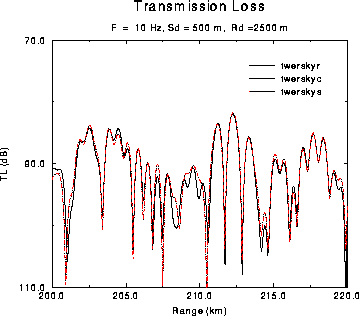 Transmission Loss
F = 10 Hz, Sd = 500 m, Rd =2500 m
70.0
twerskyr
twerskyc
twerskys
TL (dB)
90.0
110.0
200.0 205.0 210.0 215.0 220.0
Range (km)